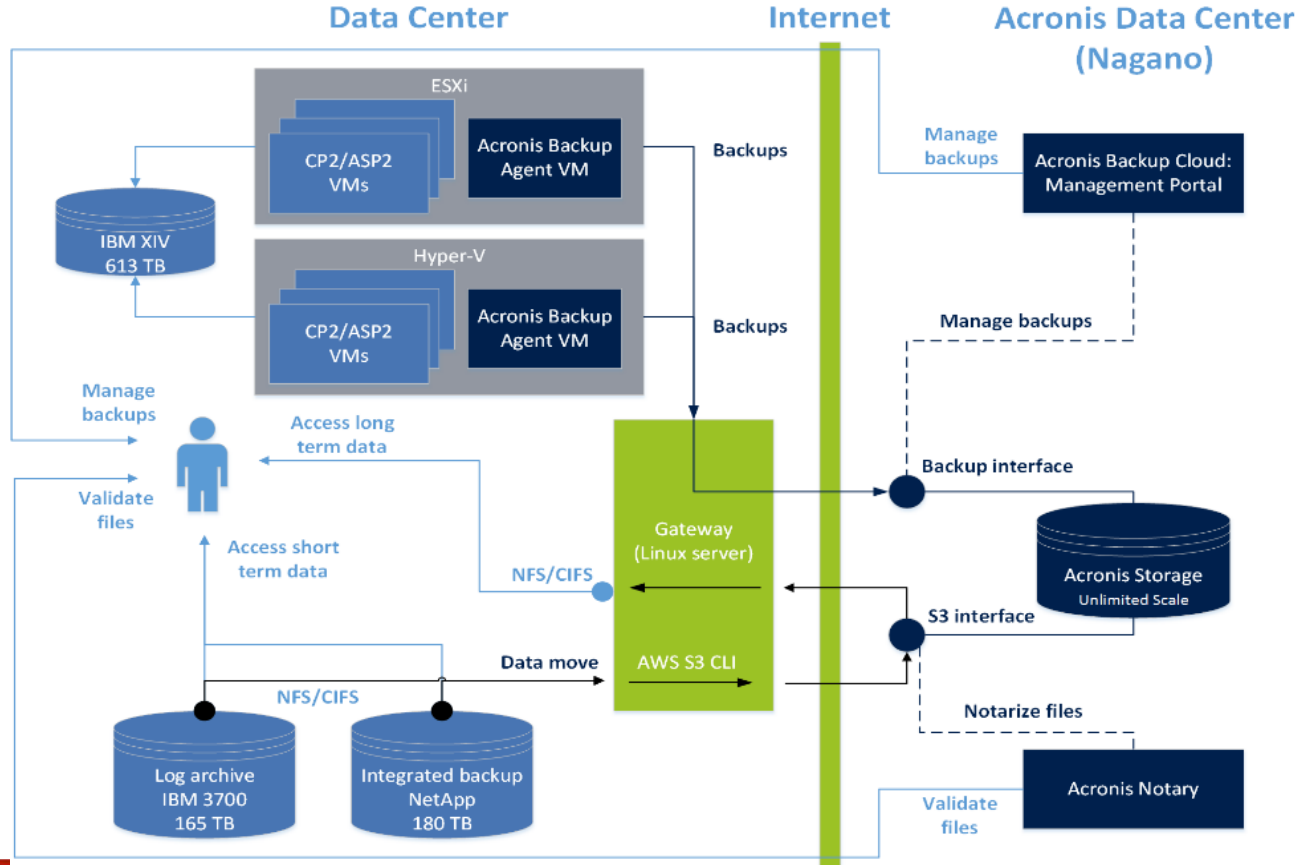 Data Center
Internet
Acronis Data Center
(Nagano)
ESXi
CP2/ASP2
VMs
Acronis Backup
Agent VM
Backups
Manage
backups
Acronis Backup Cloud:
Management Portal
IBM XIV
613 TB
Hyper-V
CP2/ASP2
VMs
Acronis Backup
Agent VM
Backups
Manage backups
Manage
backups
Access long
term data
Validate
files
Backup interface
Gateway
(Linux server)
Access short
term data
NFS/CIFS
Acronis Storage
Unlimited Scale
S3 interface
Data move
AWS S3 CLI
NFS/CIFS
Notarize files
Log archive
IBM 3700
165 TB
Integrated backup
NetApp
180 TB
Validate
files
Acronis Notary